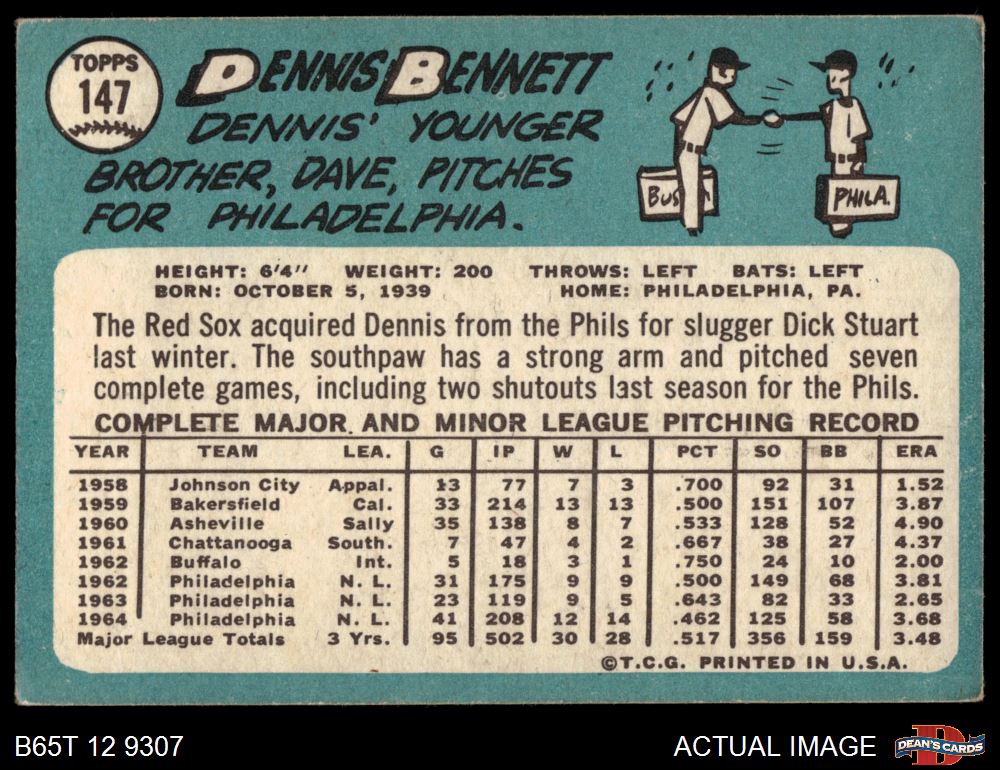 TOPPS
147
DENNIS BENNETT
DENNIS' YOUNGER
BROTHER, DAVE, PITCHES
FOR PHILADELPHIA.
PHILA.
HEIGHT: 6'4" WEIGHT: 200 THROWS: LEFT BATS: LEFT
BORN: OCTOBER 5, 1939 HOME: PHILADELPHIA, PA.
The Red Sox acquired Dennis from the Phils for slugger Dick Stuart
last winter. The southpaw has a strong arm and pitched seven
complete games, including two shutouts last season for the Phils.
COMPLETE MAJOR AND MINOR LEAGUE PITCHING RECORD
YEAR TEAM LEA. G IP W L PCT SO BB ERA
1958 Johnson City Appal. 13 77 7 3 .700 92 31 1.52
1959 Bakersfield Cal. 33 214 13 13 .500 151 107 3.87
1960 Asheville Sally 35 138 8 7 .533 128 52 4.90
1961 Chattanooga South. 7 47 4 2 .667 38 27 4.37
1962 Buffalo Int. 5 18 3 1 .750 24 10 2.00
1962 Philadelphia N. L. 31 175 9 9 .500 149 68 3.81
1963 Philadelphia N. L. 23 119 9 5 .643 82 33 2.65
1964 Philadelphia N. L. 41 208 12 14 .462 125 58 3.68
Major League Totals 3 Yrs. 95 502 30 28 .517 356 159 3.48
©T.C.G. PRINTED IN U.S.A.
B65T 12 9307
ACTUAL IMAGE
DEAN'S CARDS